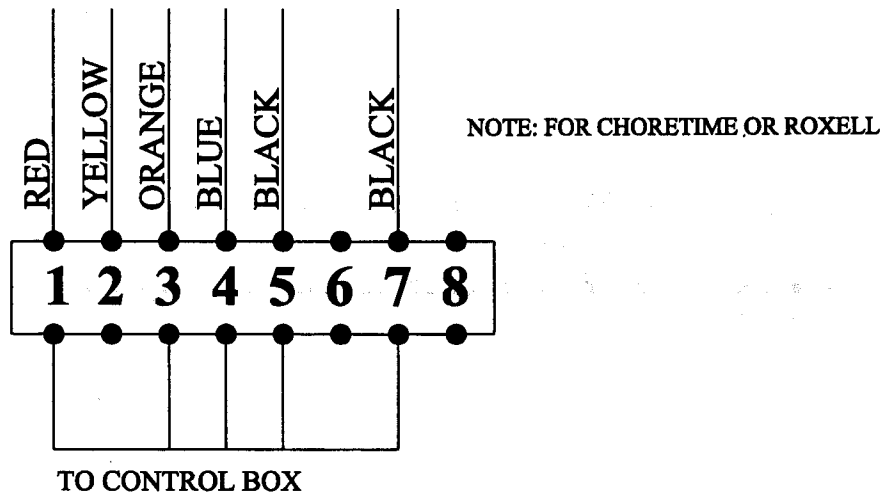 RED
YELLOW
ORANGE
BLUE
BLACK
BLACK
NOTE: FOR CHORETIME OR ROXELL
1 2 3 4 5 6 7 8
TO CONTROL BOX